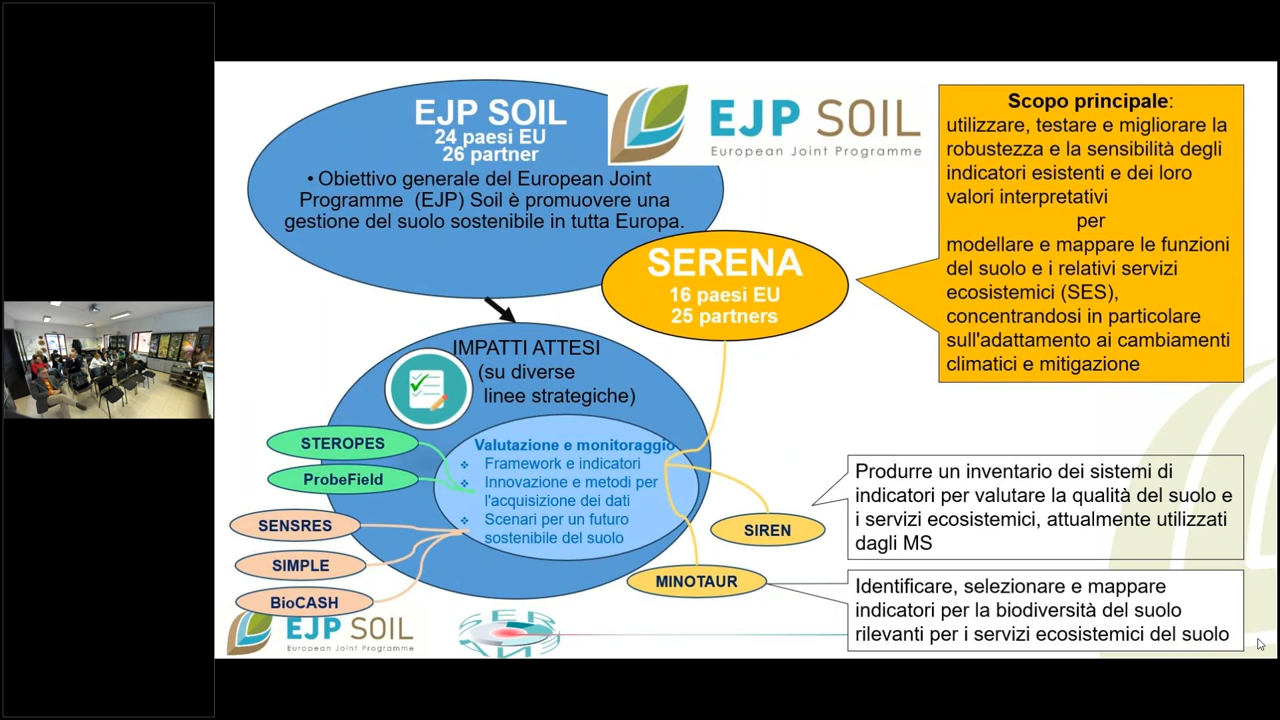 EJP SOIL
24 paesi EU
26 partner
• Obiettivo generale del European Joint
Programme (EJP) Soil è promuovere una
gestione del suolo sostenibile in tutta Europa.
EJP SOIL
European Joint Programme
Scopo principale:
utilizzare, testare e migliorare la
robustezza e la sensibilità degli
indicatori esistenti e dei loro
valori interpretativi
per
modellare e mappare le funzioni
del suolo e i relativi servizi
ecosistemici (SES),
concentrandosi in particolare
sull'adattamento ai cambiamenti
climatici e mitigazione
SERENA
16 paesi EU
25 partners
IMPATTI ATTESI
(su diverse
linee strategiche)
Valutazione e monitoraggio
❖ Framework e indicatori
❖ Innovazione e metodi per
l'acquisizione dei dati
❖ Scenari per un futuro
sostenibile del suolo
STEROPES
ProbeField
SENSRES
SIMPLE
BioCASH
SIREN
MINOTAUR
Produrre un inventario dei sistemi di
indicatori per valutare la qualità del suolo e
i servizi ecosistemici, attualmente utilizzati
dagli MS
Identificare, selezionare e mappare
indicatori per la biodiversità del suolo
rilevanti per i servizi ecosistemici del suolo
EJP SOIL
European Joint Programme